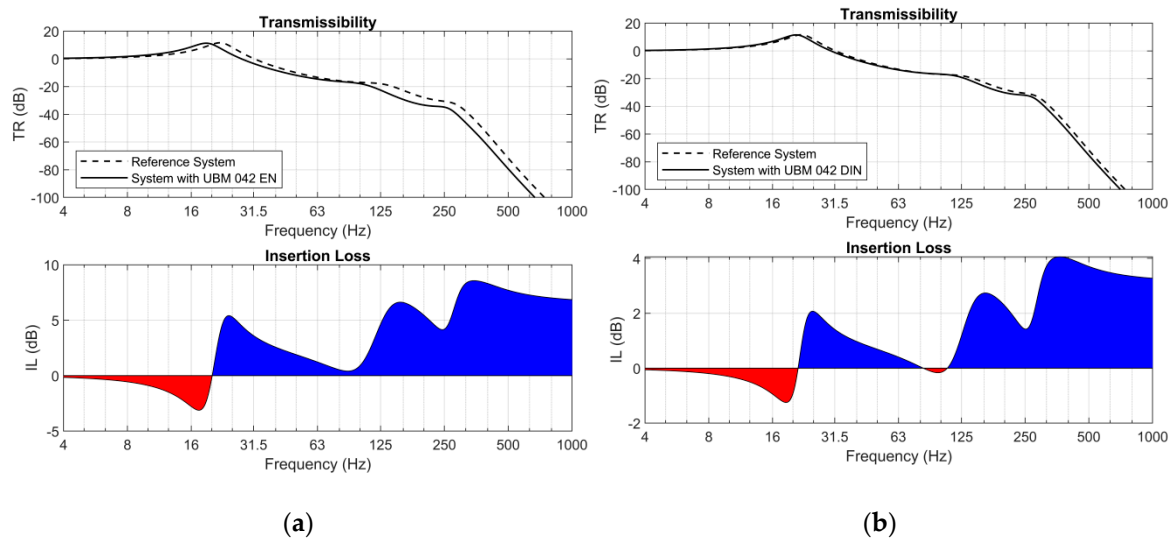 Transmissibility
20
0
-20
-40
-60
-80
-100
TR (dB)
Reference System
System with UBM 042 EN
4 8 16 31.5 63 125 250 500 1000
Frequency (Hz)
Insertion Loss
10
5
0
-5
IL (dB)
4 8 16 31.5 63 125 250 500 1000
Frequency (Hz)
(a)
Transmissibility
20
0
-20
-40
-60
-80
-100
TR (dB)
Reference System
System with UBM 042 DIN
4 8 16 31.5 63 125 250 500 1000
Frequency (Hz)
Insertion Loss
4
2
0
-2
IL (dB)
4 8 16 31.5 63 125 250 500 1000
Frequency (Hz)
(b)